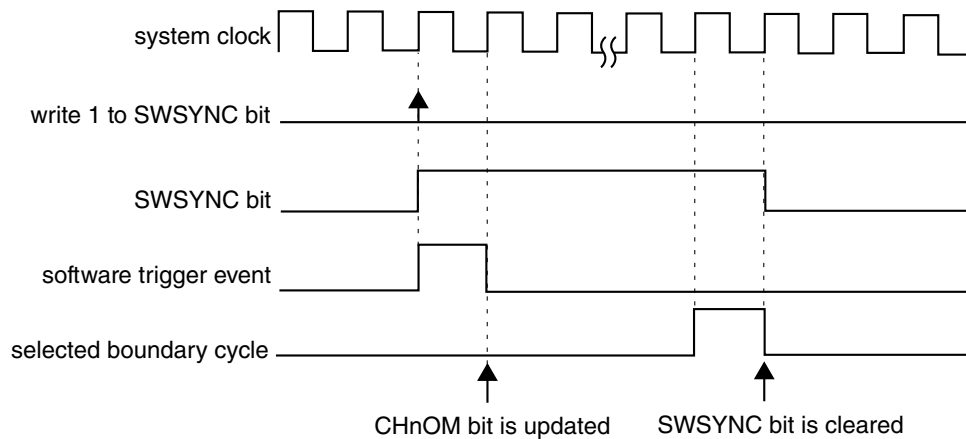 system clock
write 1 to SWSYNC bit
SWSYNC bit
software trigger event
selected boundary cycle
CHnOM bit is updated
SWSYNC bit is cleared